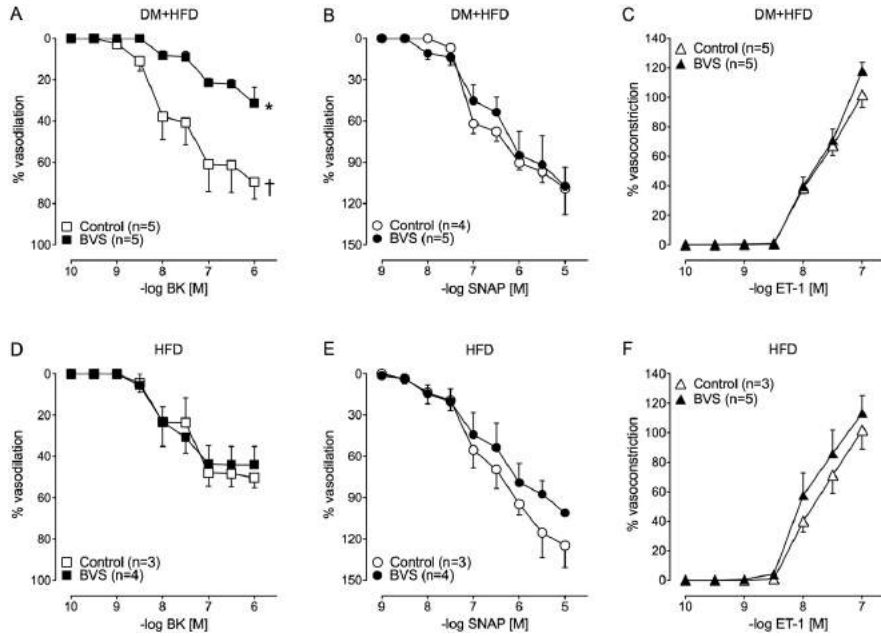 A
DM+HFD
% vasodilation
0
20
40
60
80
100
*
†
Control (n=5)
BVS (n=5)
10 9 8 7 6
-log BK [M]
B
DM+HFD
% vasodilation
0
30
60
90
120
150
Control (n=4)
BVS (n=5)
9 8 7 6 5
-log SNAP [M]
C
DM+HFD
% vasoconstriction
140
120
100
80
60
40
20
0
Control (n=5)
BVS (n=5)
10 9 8 7
-log ET-1 [M]
D
HFD
% vasodilation
0
20
40
60
80
100
Control (n=3)
BVS (n=4)
10 9 8 7 6
-log BK [M]
E
HFD
% vasodilation
0
30
60
90
120
150
Control (n=3)
BVS (n=4)
9 8 7 6 5
-log SNAP [M]
F
HFD
% vasoconstriction
140
120
100
80
60
40
20
0
Control (n=3)
BVS (n=5)
10 9 8 7
-log ET-1 [M]